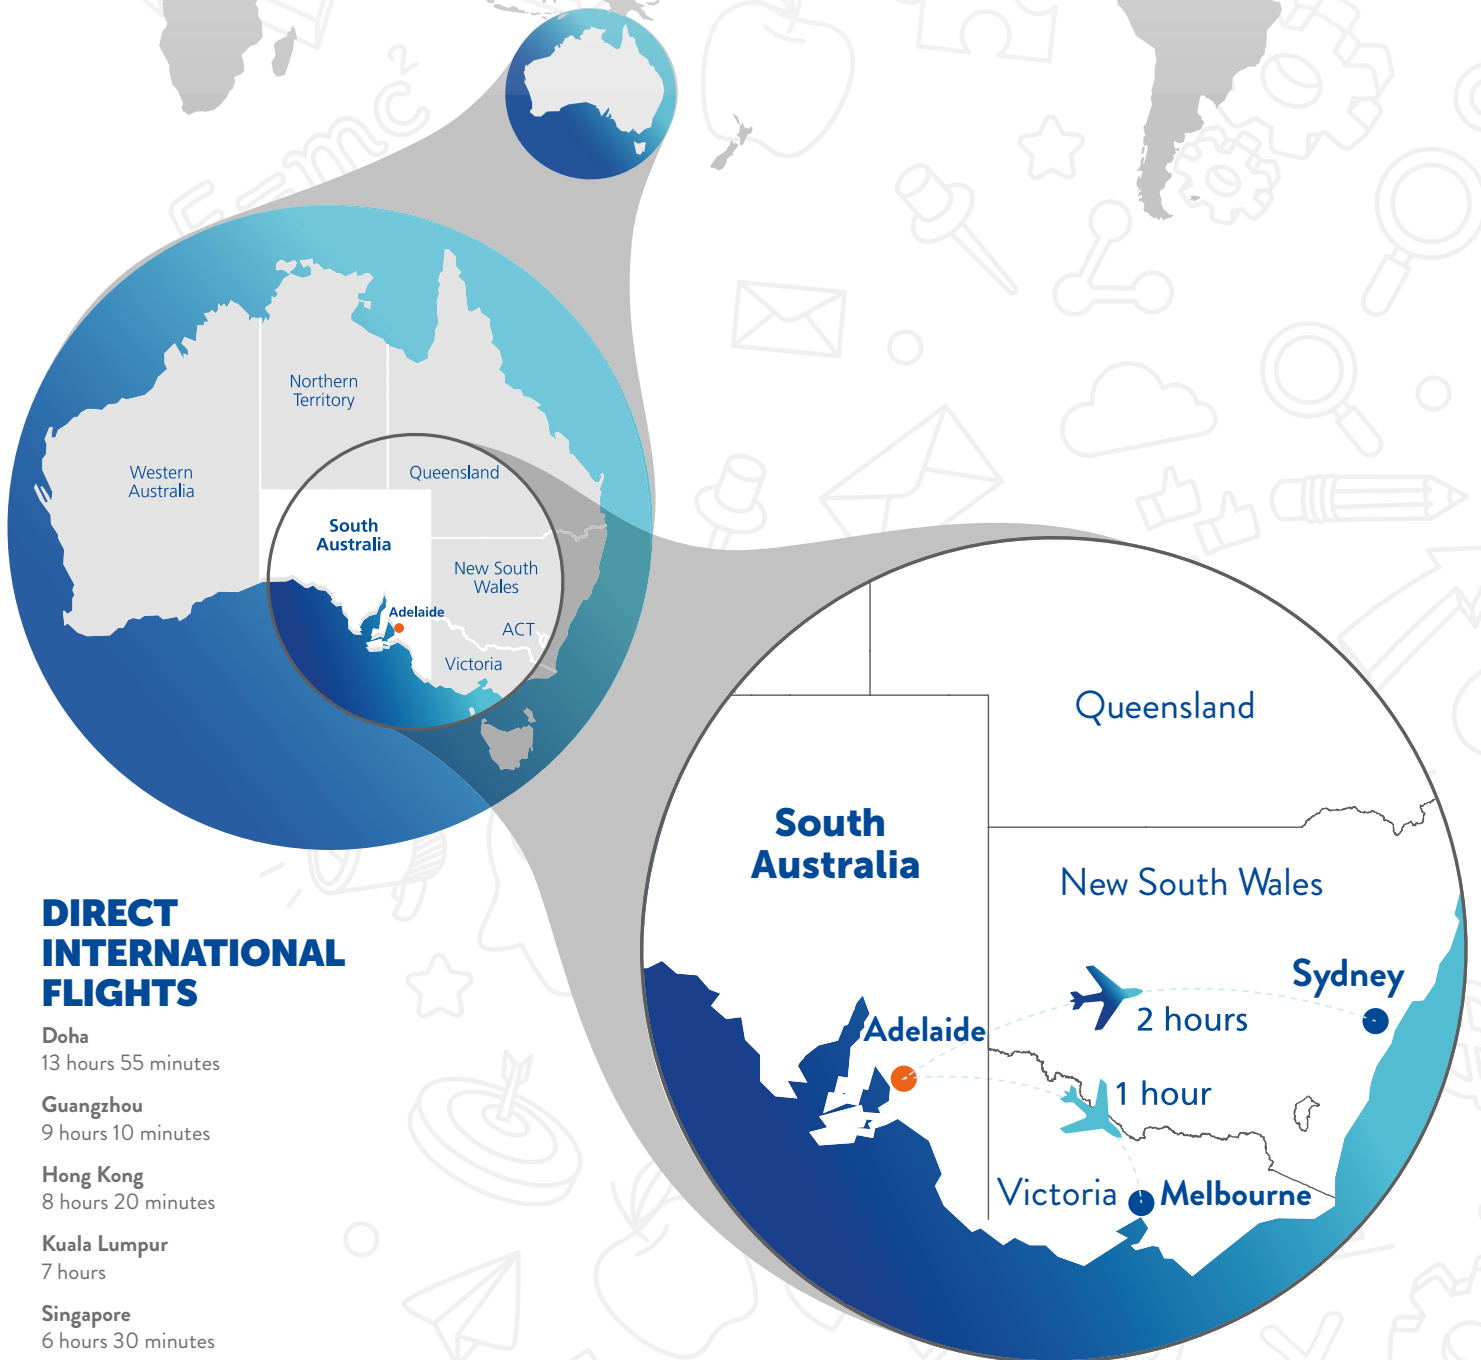 E=mc²
Northern
Territory
Western
Australia
Queensland
South
Australia
New South
Wales
Adelaide
ACT
Victoria
Queensland
South
Australia
New South Wales
Sydney
2 hours
Adelaide
1 hour
Victoria
Melbourne
DIRECT
INTERNATIONAL
FLIGHTS
Doha
13 hours 55 minutes
Guangzhou
9 hours 10 minutes
Hong Kong
8 hours 20 minutes
Kuala Lumpur
7 hours
Singapore
6 hours 30 minutes